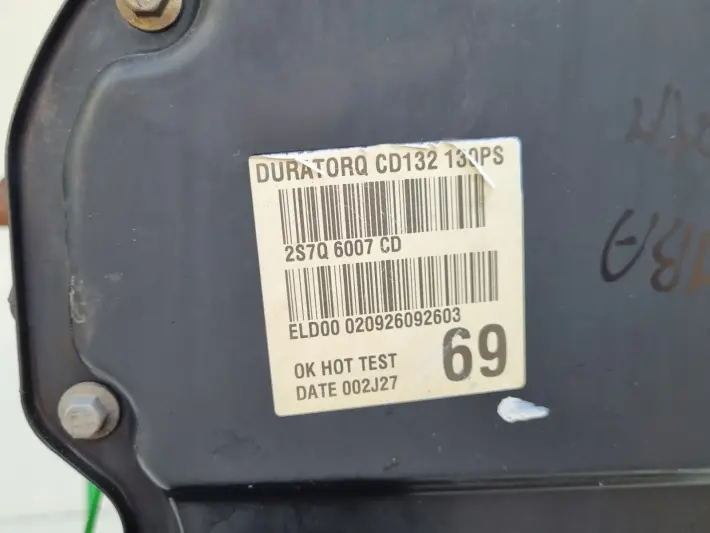 DURATORQ CD132 130PS
2S7Q 6007 CD
ELD00 020926092603
69
OK HOT TEST
DATE 002J27